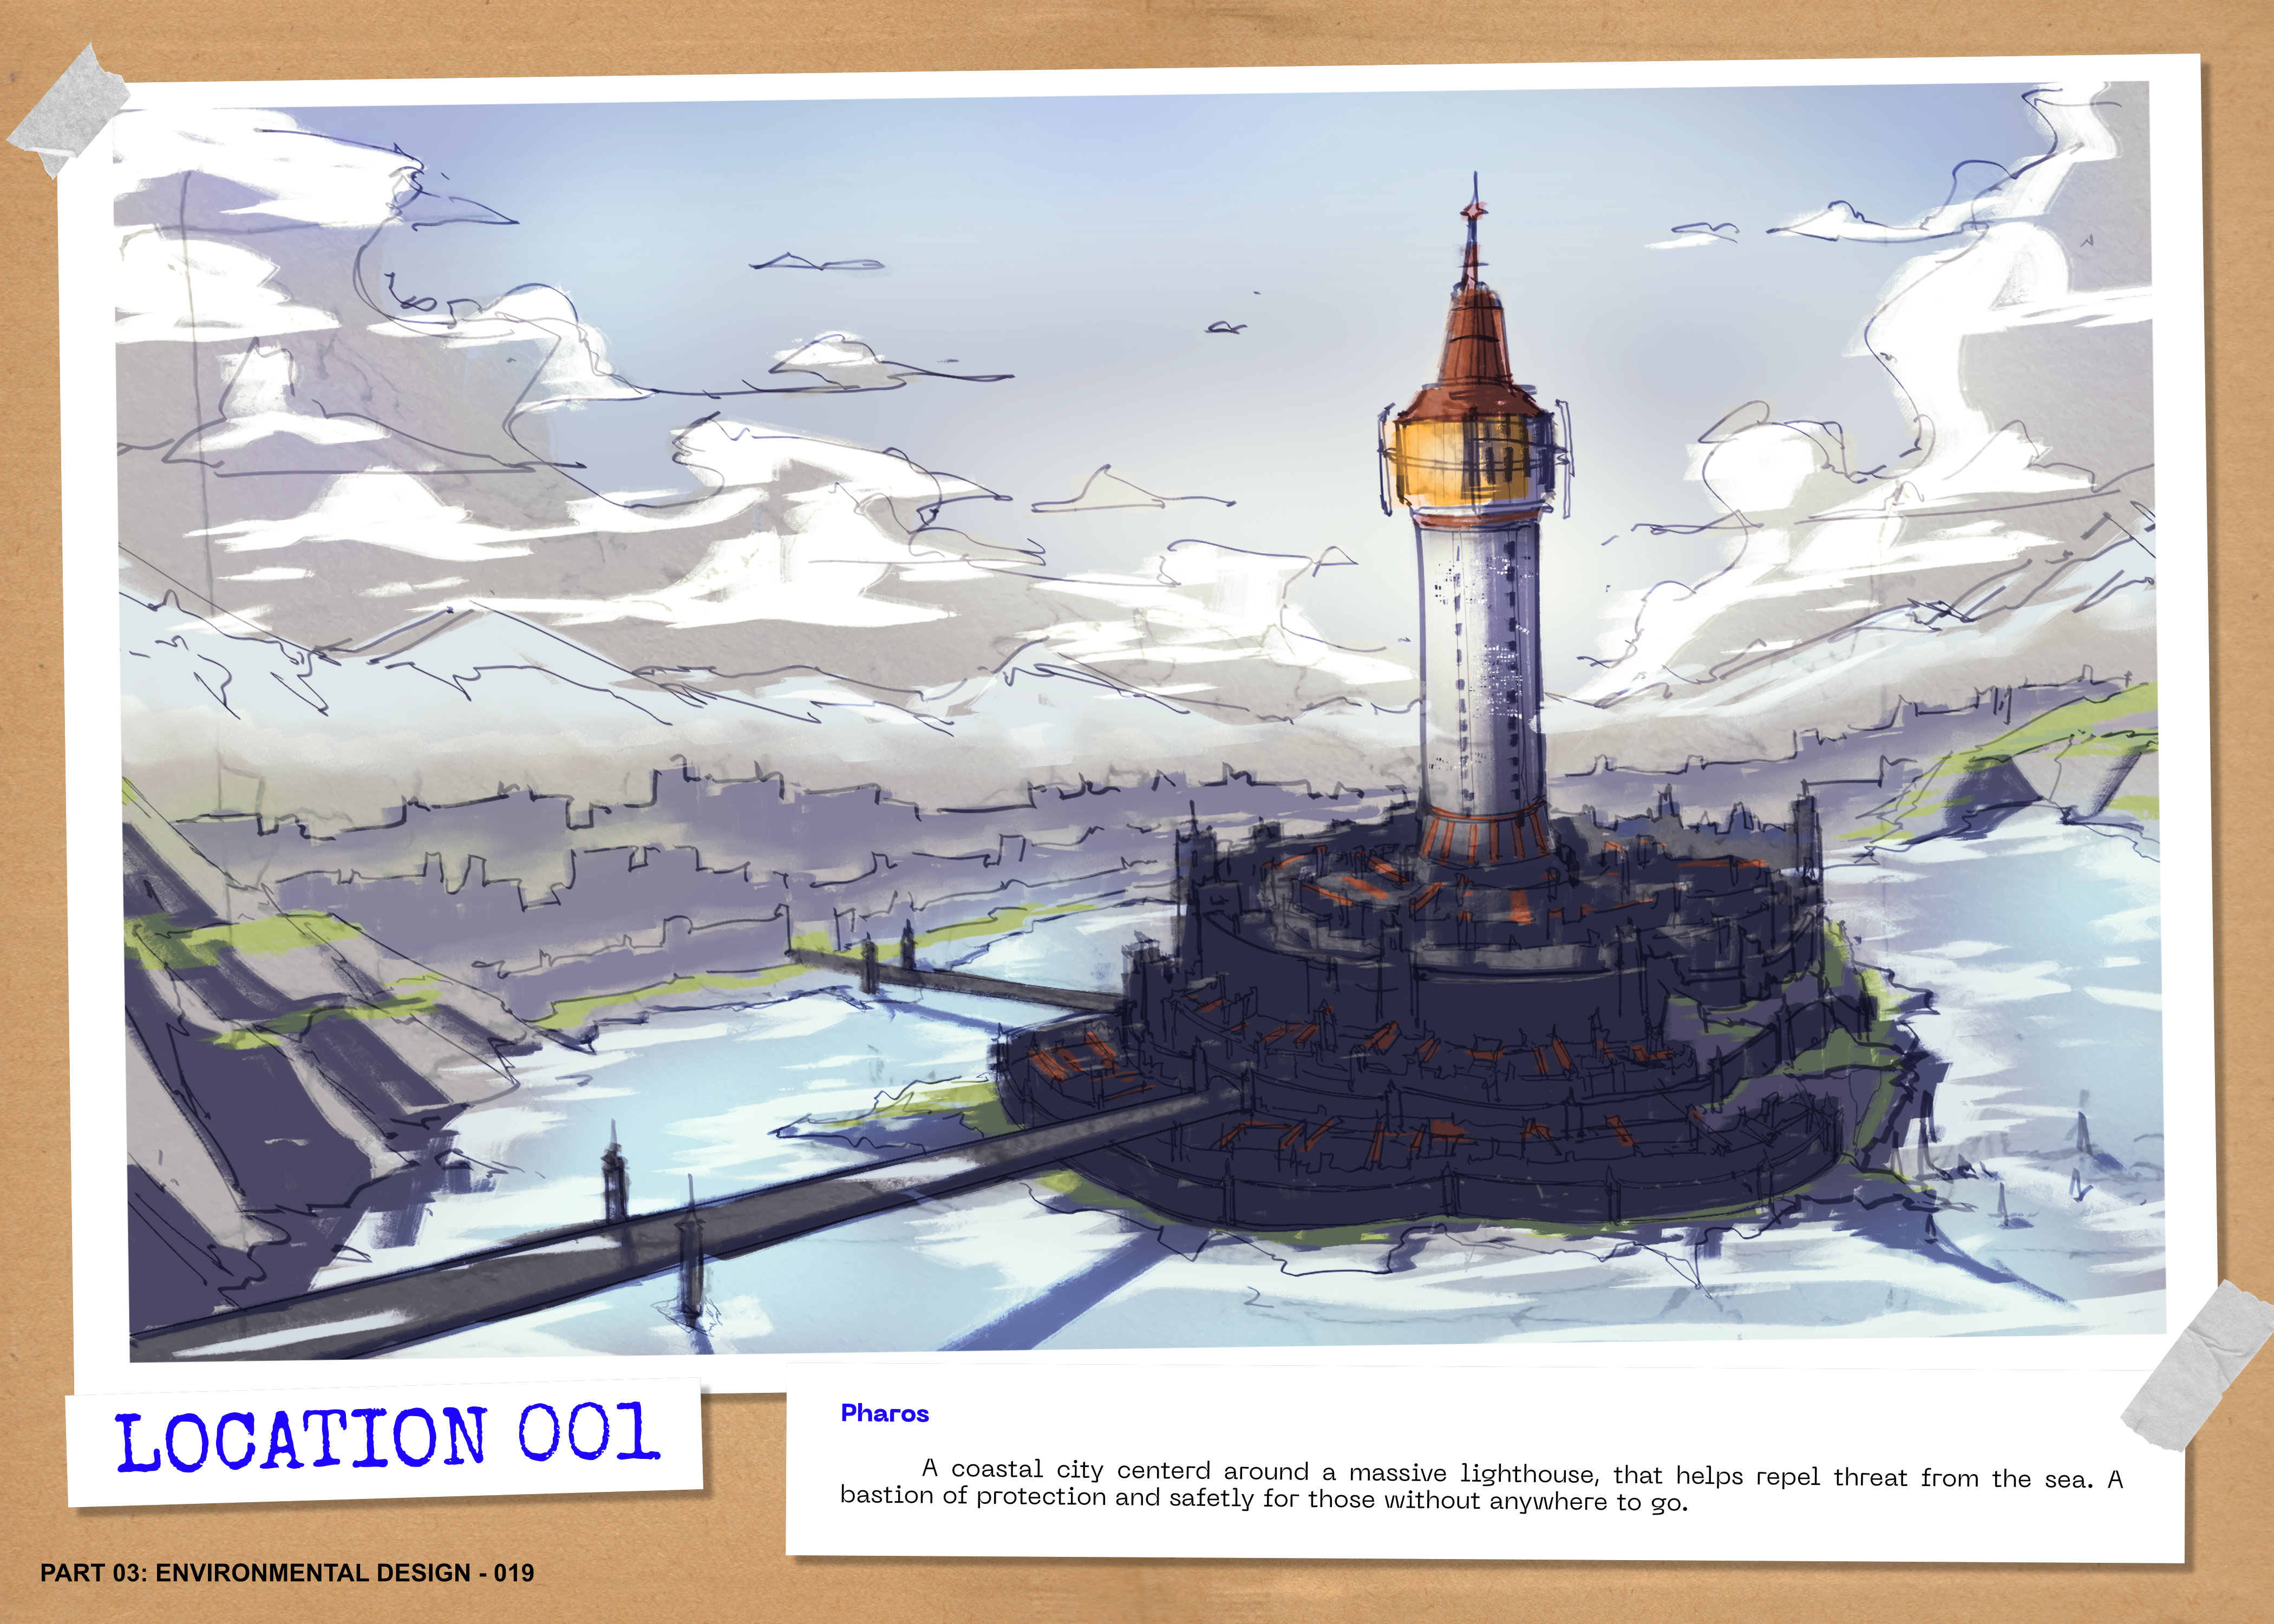 LOCATION 001
Pharos
A coastal city centerd around a massive lighthouse, that helps repel threat from the sea. A
bastion of protection and safetly for those without anywhere to go.
PART 03: ENVIRONMENTAL DESIGN - 019